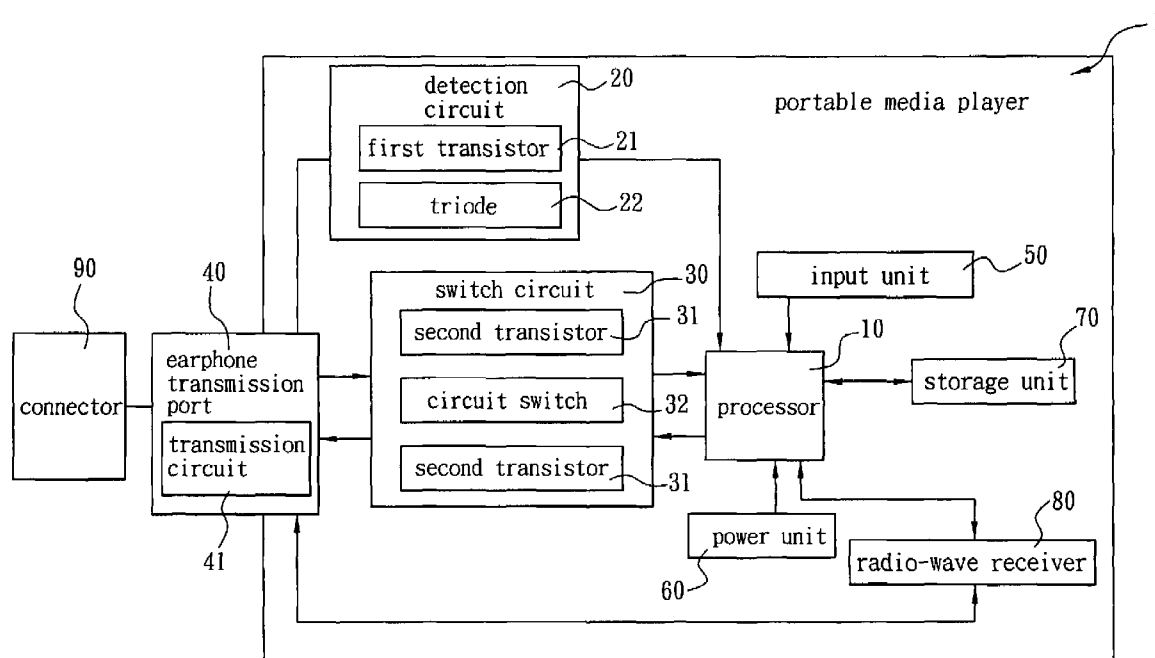 detection 20
circuit
first transistor 21
triode 22
portable media player
90
40
switch circuit 30
second transistor 31
circuit switch 32
second transistor 31
input unit 50
10
70
processor
storage unit
earphone
transmission
port
connector
transmission
circuit
41
power unit
60
80
radio-wave receiver